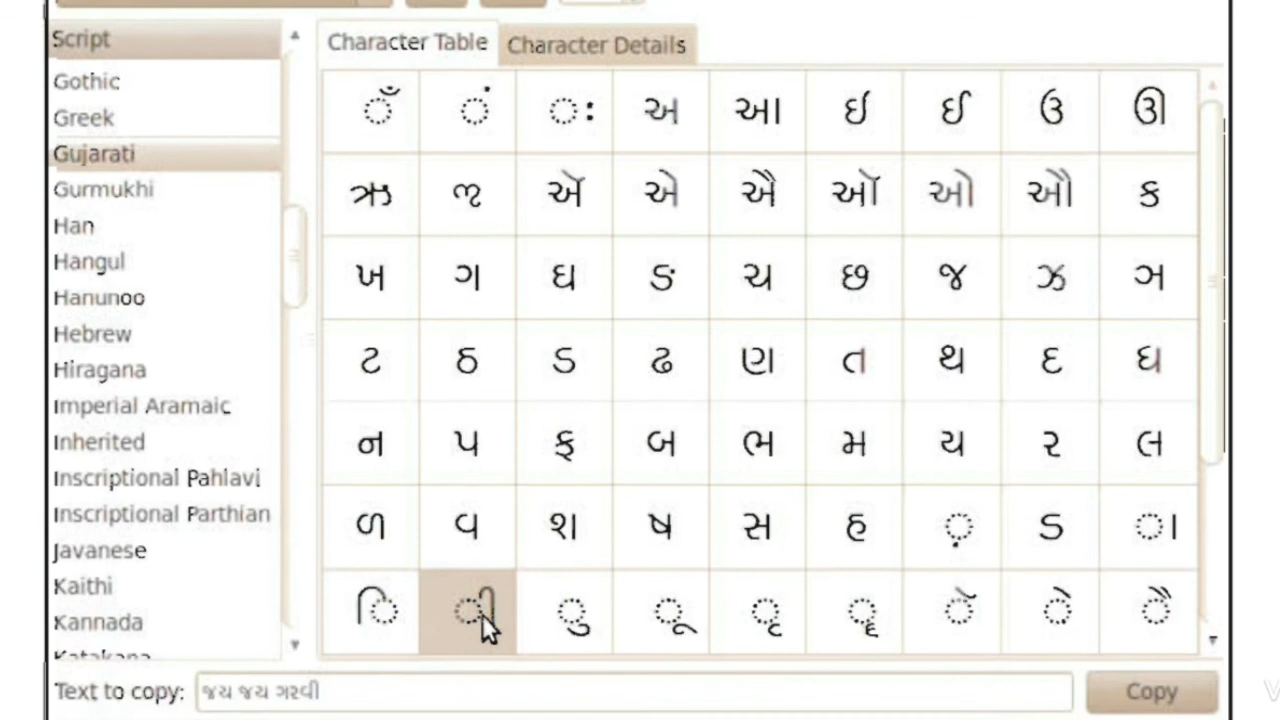 Script
Gothic
Greek
Gujarati
Gurmukhi
Han
Hangul
Hanunoo
Hebrew
Hiragana
Imperial Aramaic
Inherited
Inscriptional Pahlavi
Inscriptional Parthian
Javanese
Kaithi
Kannada
Katakana
Character Table Character Details
ઁ ં ઃ અ આ ઇ ઈ ઉ ઊ
ઋ ઌ ઍ એ ઐ ઑ ઓ ઔ ક
ખ ગ ઘ ઙ ચ છ જ ઝ ઞ
ટ ઠ ડ ઢ ણ ત થ દ ધ
ન પ ફ બ ભ મ ય ર લ
ળ વ શ ષ સ હ ઼ ઽ ા
િ ી ુ ૂ ૃ ૄ ૅ ે ૈ
Text to copy: જય જય ગરવી Copy